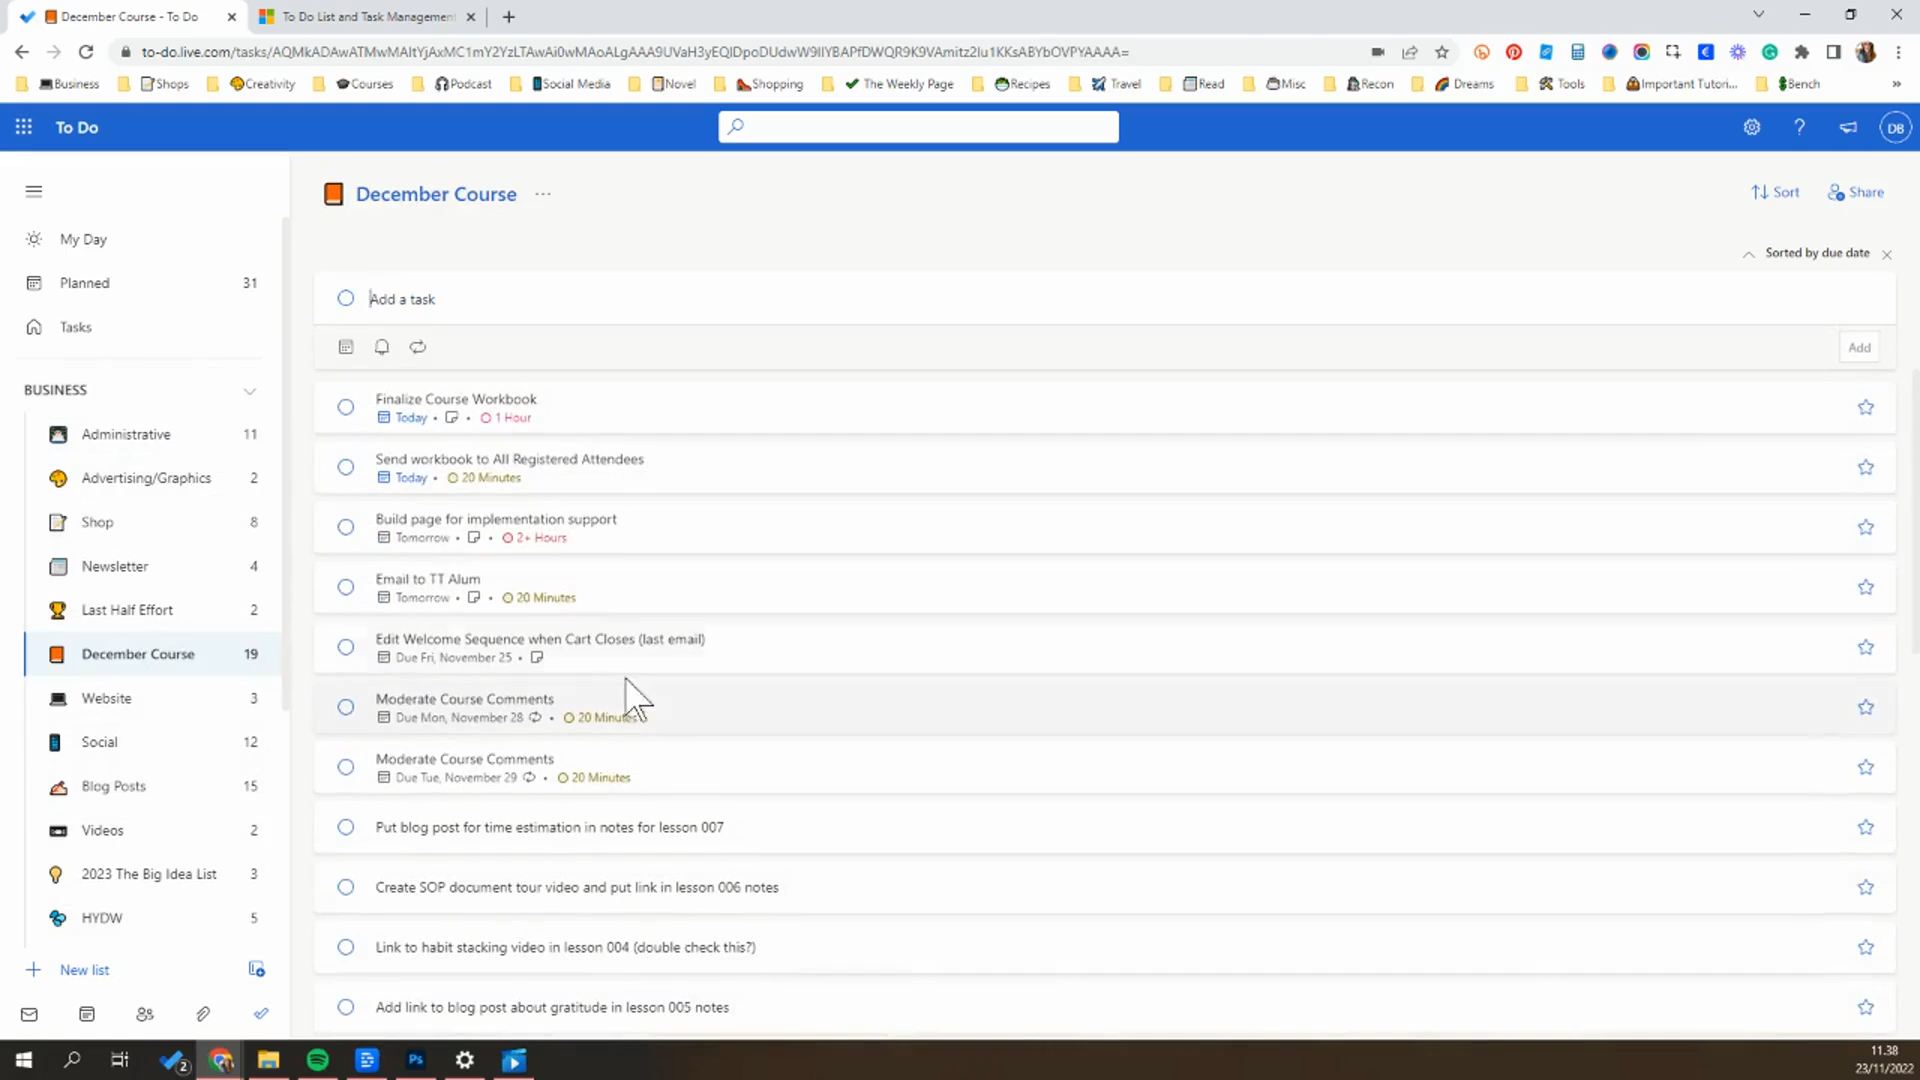 December Course - To Do
To Do List and Task Management
to-do.live.com/tasks/AQMkADAwATMwMAItYjAxMC1mY2YzLTAwAi0wMAoALgAAA9UVaH3yEQlDpoDUdwW9IIYBAPfDWQR9K9VAmitz2Iu1KKsABYbOVPYAAAA=
Business
Shops
Creativity
Courses
Podcast
Social Media
Novel
Shopping
The Weekly Page
Recipes
Travel
Read
Misc
Recon
Dreams
Tools
Important Tutori...
Bench
»
To Do
?
DB
December Course
Sort
Share
Sorted by due date
My Day
Planned 31
Tasks
BUSINESS
Administrative 11
Advertising/Graphics 2
Shop 8
Newsletter 4
Last Half Effort 2
December Course 19
Website 3
Social 12
Blog Posts 15
Videos 2
2023 The Big Idea List 3
HYDW 5
New list
Add a task
Add
Finalize Course Workbook
Today • • 1 Hour
Send workbook to All Registered Attendees
Today • 20 Minutes
Build page for implementation support
Tomorrow • • 2+ Hours
Email to TT Alum
Tomorrow • • 20 Minutes
Edit Welcome Sequence when Cart Closes (last email)
Due Fri, November 25 •
Moderate Course Comments
Due Mon, November 28 • 20 Minutes
Moderate Course Comments
Due Tue, November 29 • 20 Minutes
Put blog post for time estimation in notes for lesson 007
Create SOP document tour video and put link in lesson 006 notes
Link to habit stacking video in lesson 004 (double check this?)
Add link to blog post about gratitude in lesson 005 notes
2
Ps
11.38
23/11/2022